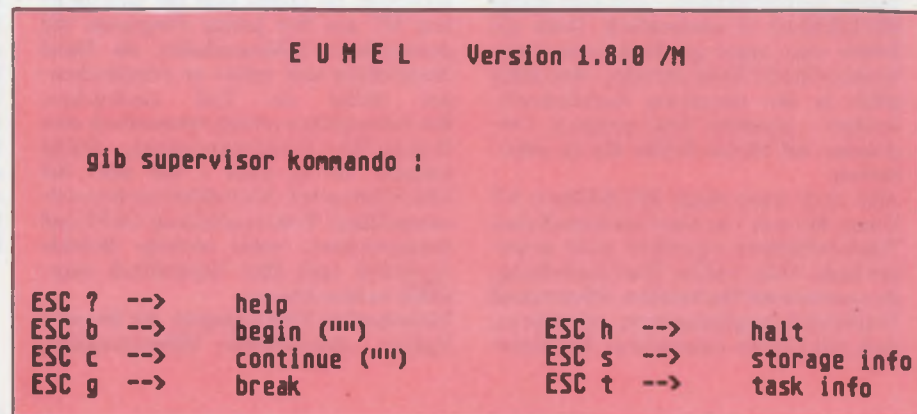 E U M E L Version 1.8.0 /M
gib supervisor kommando :
ESC ? --> help
ESC b --> begin ("") ESC h --> halt
ESC c --> continue ("") ESC s --> storage info
ESC g --> break ESC t --> task info